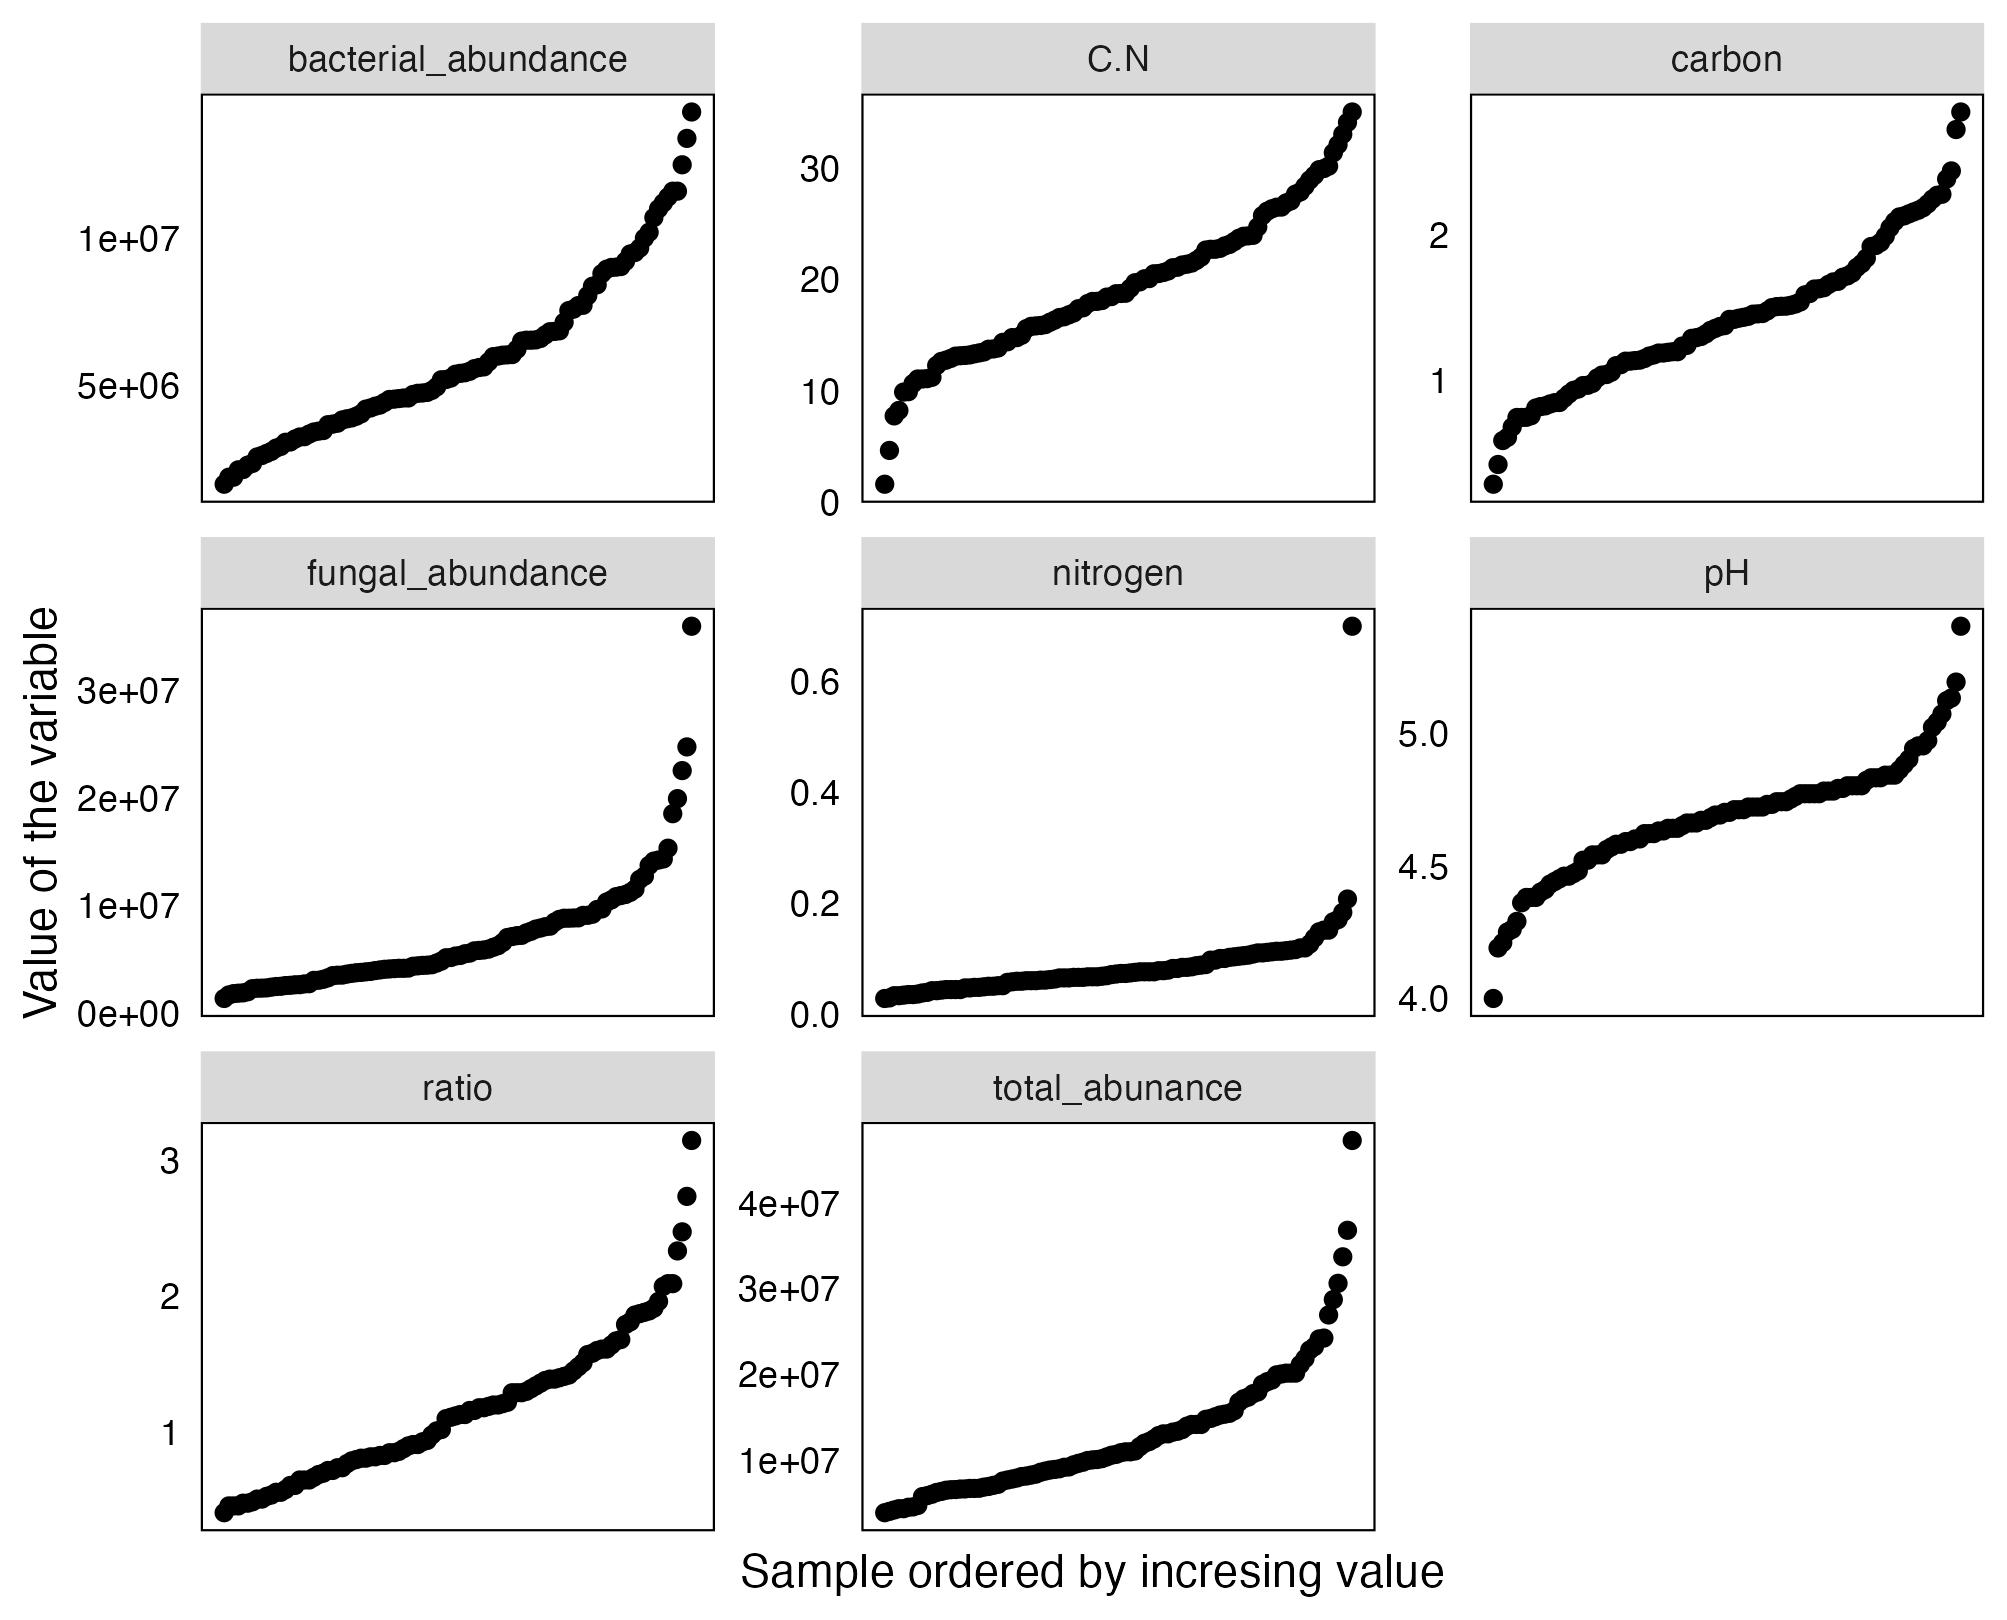 bacterial_abundance
C.N
carbon
1e+07
5e+06
30
20
10
0
2
1
fungal_abundance
nitrogen
pH
Value of the variable
3e+07
2e+07
1e+07
0e+00
0.6
0.4
0.2
0.0
5.0
4.5
4.0
ratio
total_abunance
3
2
1
4e+07
3e+07
2e+07
1e+07
Sample ordered by incresing value